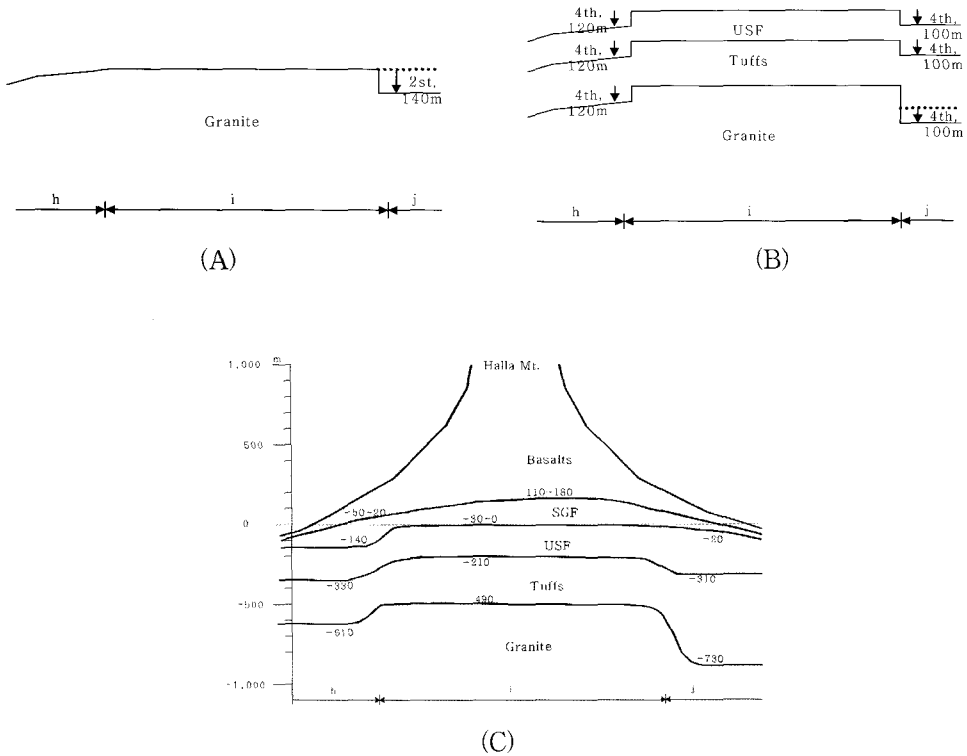 2st,
140m
Granite
h i j
(A)
4th,
120m
USF
4th,
100m
4th,
120m
Tuffs
4th,
100m
4th,
120m
Granite
4th,
100m
h i j
(B)
m
1,000
Halla Mt.
500
Basalts
110-180
-50-20
SGF
0
-30-0
-140
-20
USF
-210
-330
-310
Tuffs
-500
490
-610
Granite
-730
-1,000
h i j
(C)